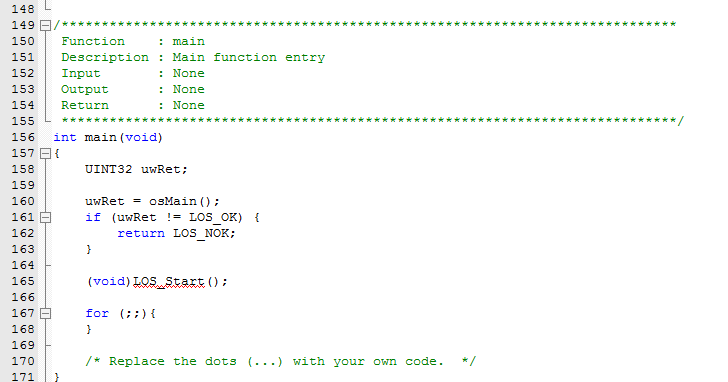 148
149 /*****************************************************************************
150 Function : main
151 Description : Main function entry
152 Input : None
153 Output : None
154 Return : None
155 *****************************************************************************/
156 int main(void)
157 {
158 UINT32 uwRet;
159
160 uwRet = osMain();
161 if (uwRet != LOS_OK) {
162 return LOS_NOK;
163 }
164
165 (void)LOS_Start();
166
167 for (;;){
168 }
169
170 /* Replace the dots (...) with your own code. */
171 }